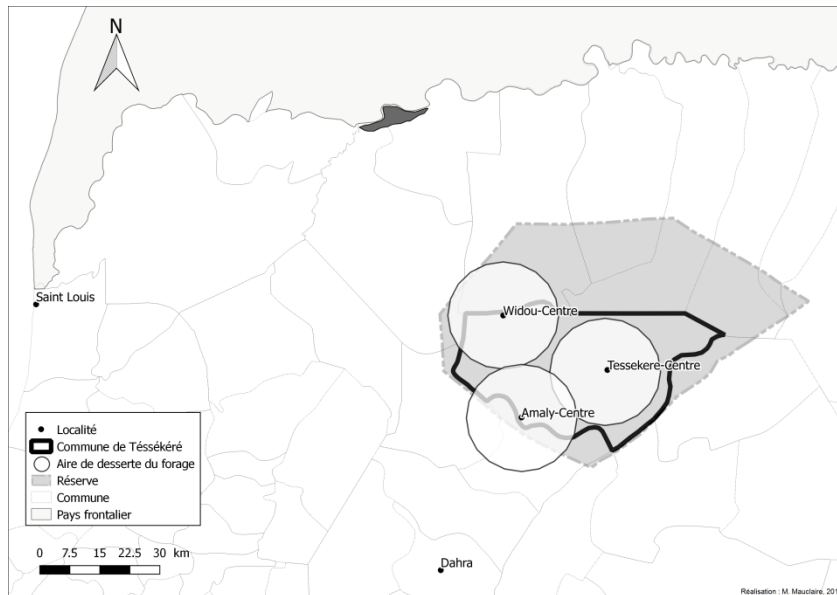 N
Saint Louis
Widou-Centre
Tessekere-Centre
Amaly-Centre
Localité
Commune de Téssékéré
Aire de desserte du forage
Réserve
Commune
Pays frontalier
0 7.5 15 22.5 30 km
Dahra
Réalisation : M. Mauclaire, 201